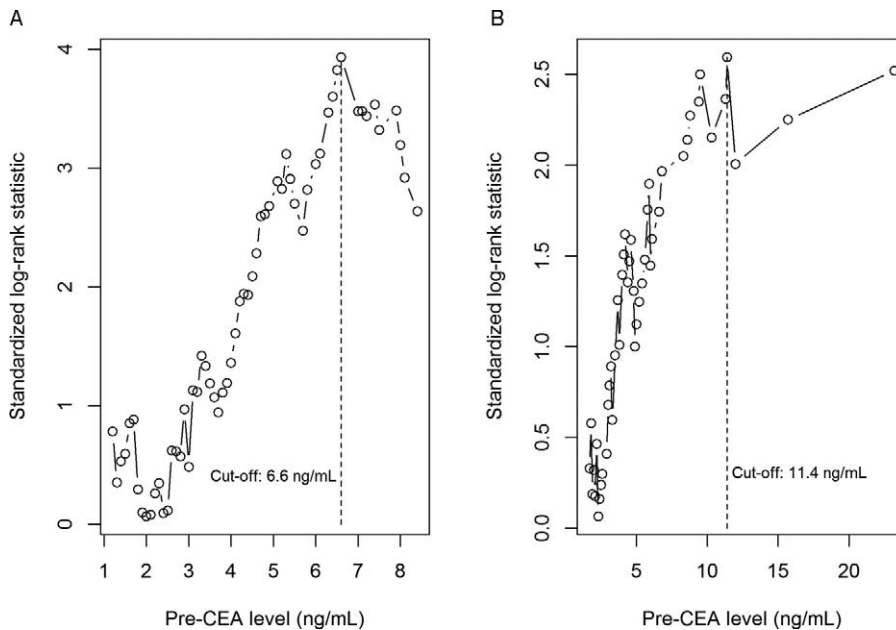 A
Standardized log-rank statistic
4
3
2
1
0
Cut-off: 6.6 ng/mL
1 2 3 4 5 6 7 8
Pre-CEA level (ng/mL)
B
Standardized log-rank statistic
2.5
2.0
1.5
1.0
0.5
0.0
Cut-off: 11.4 ng/mL
5 10 15 20
Pre-CEA level (ng/mL)